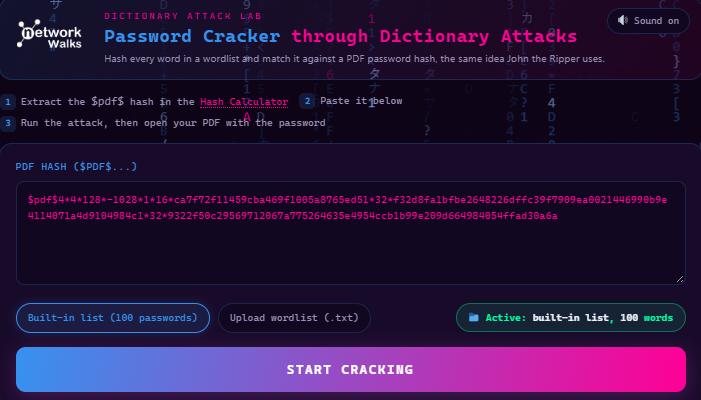 network
Walks
DICTIONARY ATTACK LAB
Password Cracker through Dictionary Attacks
Hash every word in a wordlist and match it against a PDF password hash, the same idea John the Ripper uses.
Sound on
1 Extract the $pdf$ hash in the Hash Calculator 2 Paste it below
3 Run the attack, then open your PDF with the password
PDF HASH ($PDF$...)
$pdf$4*4*128*-1028*1*16*ca7f72f11459cba469f1005a8765ed51*32*f32d8fa1bfbe2648226dffc39f7909ea0021446990b9e
4114071a4d9104984c1*32*9322f50c29569712067a775264635e4954ccb1b99e209d664984054ffad30a6a
Built-in list (100 passwords)
Upload wordlist (.txt)
Active: built-in list, 100 words
START CRACKING